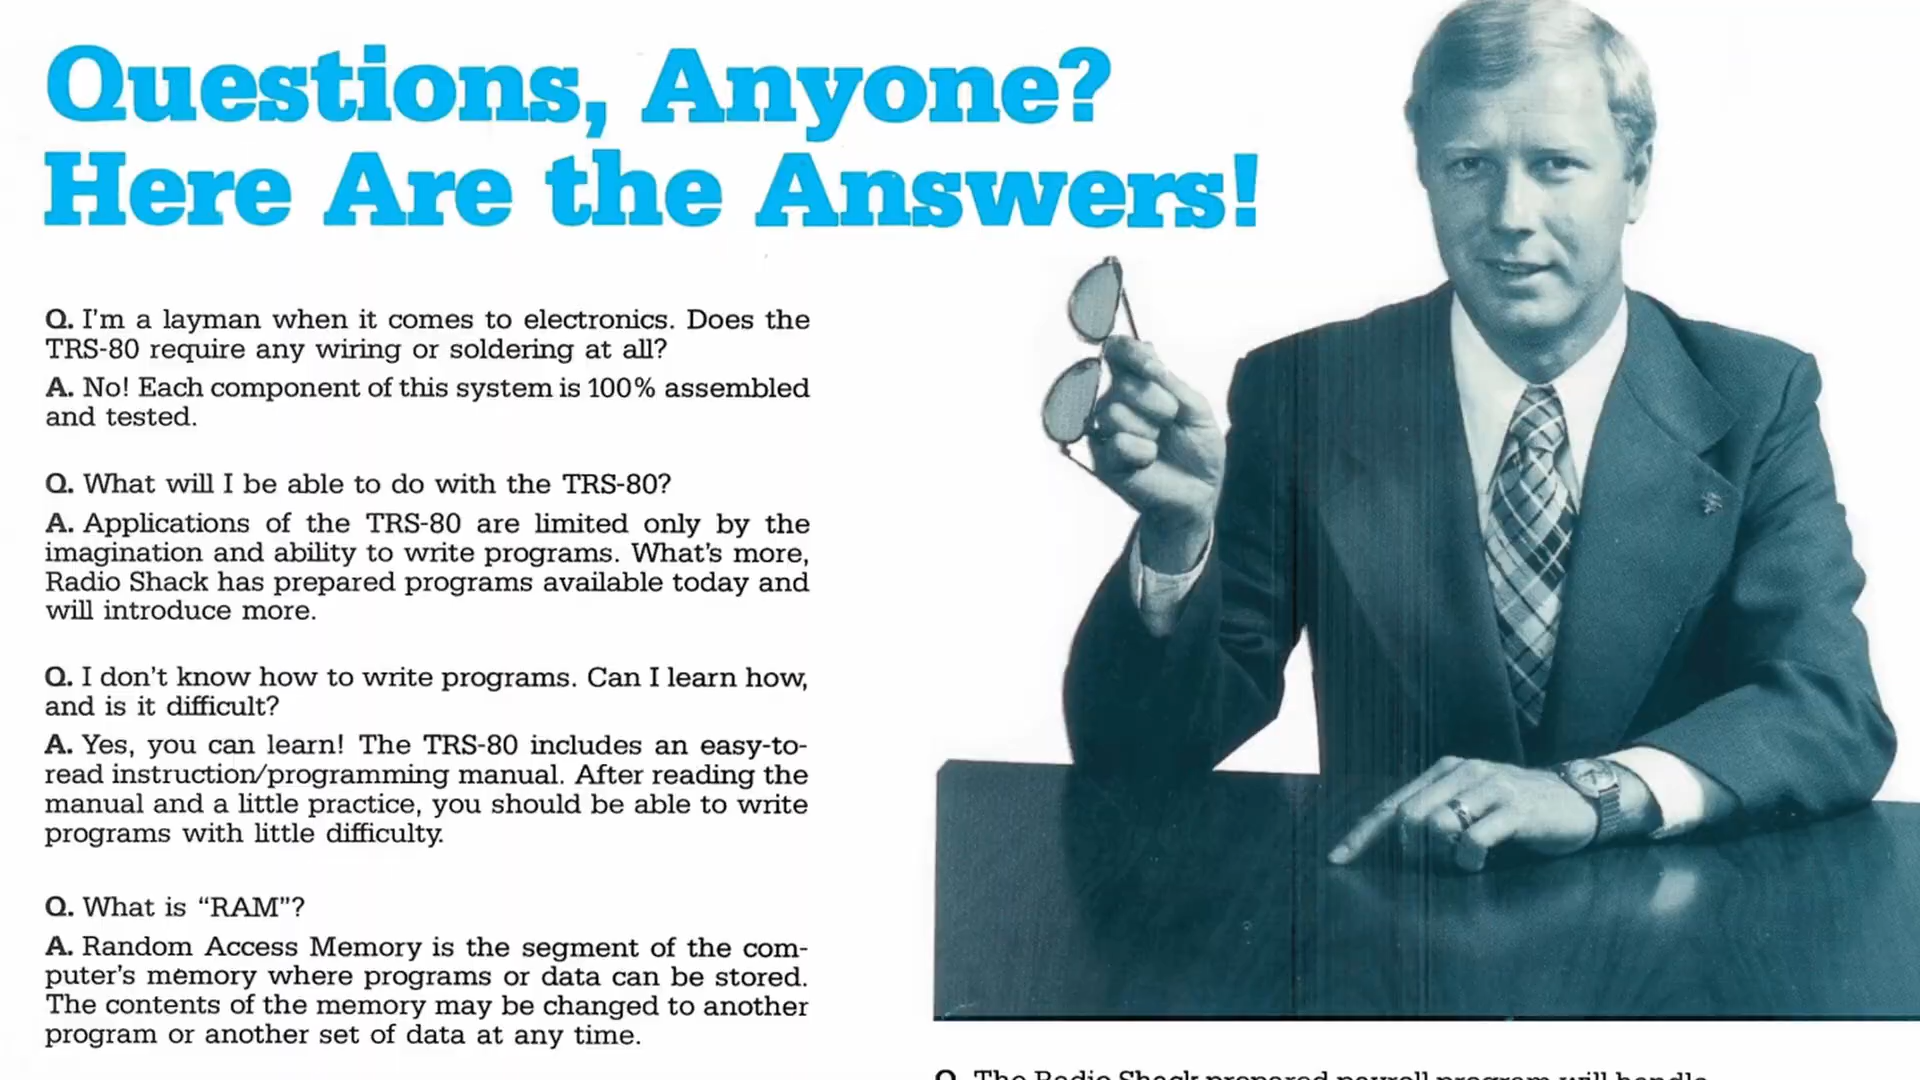 Questions, Anyone?
Here Are the Answers!
Q. I'm a layman when it comes to electronics. Does the
TRS-80 require any wiring or soldering at all?
A. No! Each component of this system is 100% assembled
and tested.
Q. What will I be able to do with the TRS-80?
A. Applications of the TRS-80 are limited only by the
imagination and ability to write programs. What's more,
Radio Shack has prepared programs available today and
will introduce more.
Q. I don't know how to write programs. Can I learn how,
and is it difficult?
A. Yes, you can learn! The TRS-80 includes an easy-to-
read instruction/programming manual. After reading the
manual and a little practice, you should be able to write
programs with little difficulty.
Q. What is “RAM”?
A. Random Access Memory is the segment of the com-
puter's memory where programs or data can be stored.
The contents of the memory may be changed to another
program or another set of data at any time.
Q. The Radio Shack prepared payroll program will handle